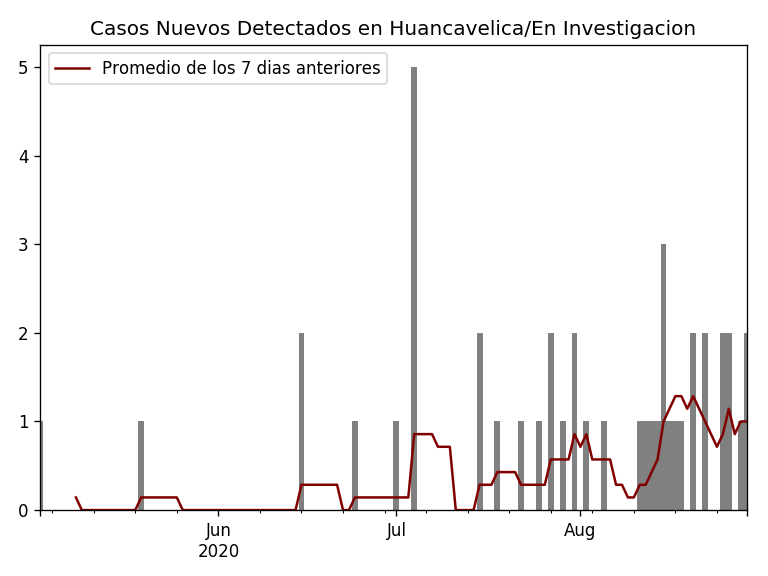 Casos Nuevos Detectados en Huancavelica/En Investigacion
Promedio de los 7 dias anteriores
5
4
3
2
1
0
Jun
2020
Jul
Aug